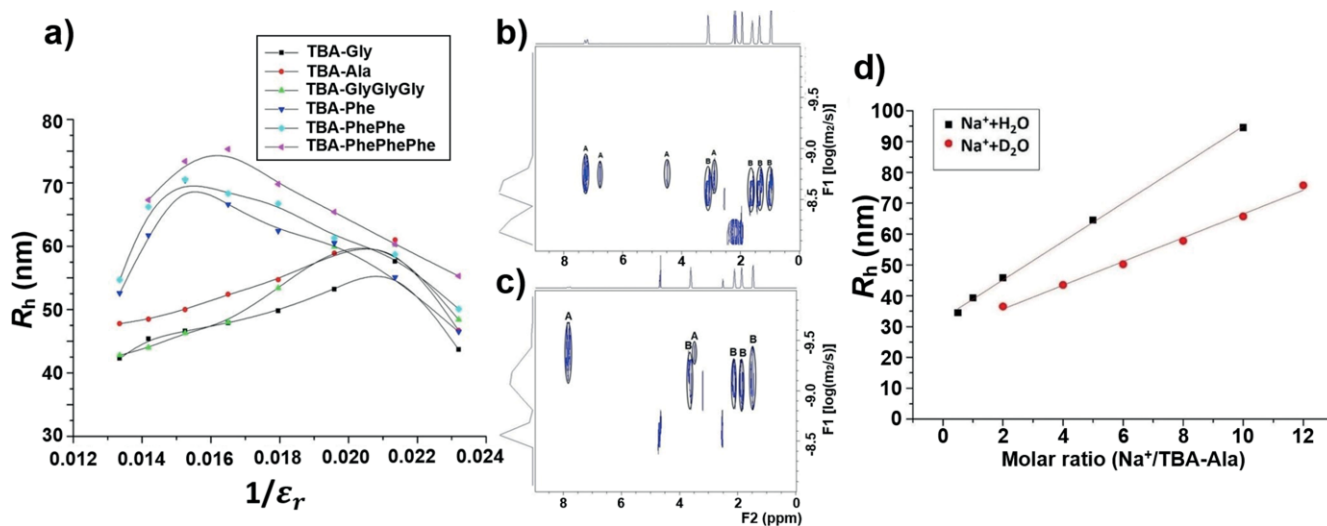 a)
TBA-Gly
TBA-Ala
TBA-GlyGlyGly
TBA-Phe
TBA-PhePhe
TBA-PhePhePhe
80
70
60
50
40
30
Rh (nm)
0.012 0.014 0.016 0.018 0.020 0.022 0.024
1/εr
b)
A A A B A B B B
-9.5
-9.0
-8.5
F1 [log(m2/s)]
8 6 4 2 0
c)
A B A B B B
-9.5
-9.0
-8.5
F1 [log(m2/s)]
8 6 4 2 0
F2 (ppm)
d)
Na++H2O
Na++D2O
100
90
80
70
60
50
40
30
20
10
0
Rh (nm)
0 2 4 6 8 10 12
Molar ratio (Na+/TBA-Ala)